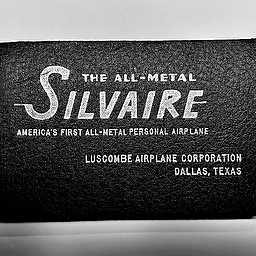 THE ALL-METAL
SILVAIRE
AMERICA'S FIRST ALL-METAL PERSONAL AIRPLANE
LUSCOMBE AIRPLANE CORPORATION
DALLAS, TEXAS